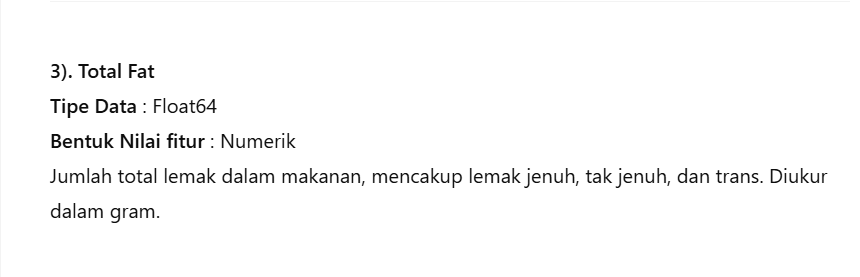 3). Total Fat
Tipe Data : Float64
Bentuk Nilai fitur : Numerik
Jumlah total lemak dalam makanan, mencakup lemak jenuh, tak jenuh, dan trans. Diukur
dalam gram.